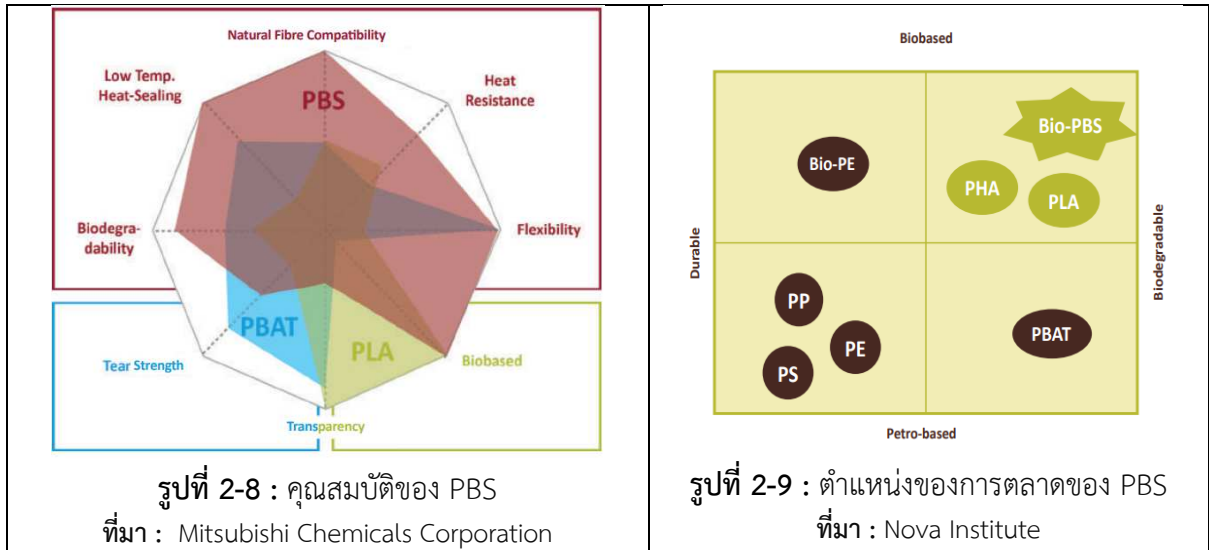 Natural Fibre Compatibility
Low Temp.
Heat-Sealing
Heat
Resistance
PBS
Biodegra-
dability
Flexibility
PBAT
PLA
Tear Strength
Biobased
Transparency
รูปที่ 2-8 : คุณสมบัติของ PBS
ที่มา : Mitsubishi Chemicals Corporation
Biobased
Bio-PBS
Bio-PE
PHA
PLA
Durable
Biodegradable
PP
PE
PBAT
PS
Petro-based
รูปที่ 2-9 : ตำแหน่งของการตลาดของ PBS
ที่มา : Nova Institute